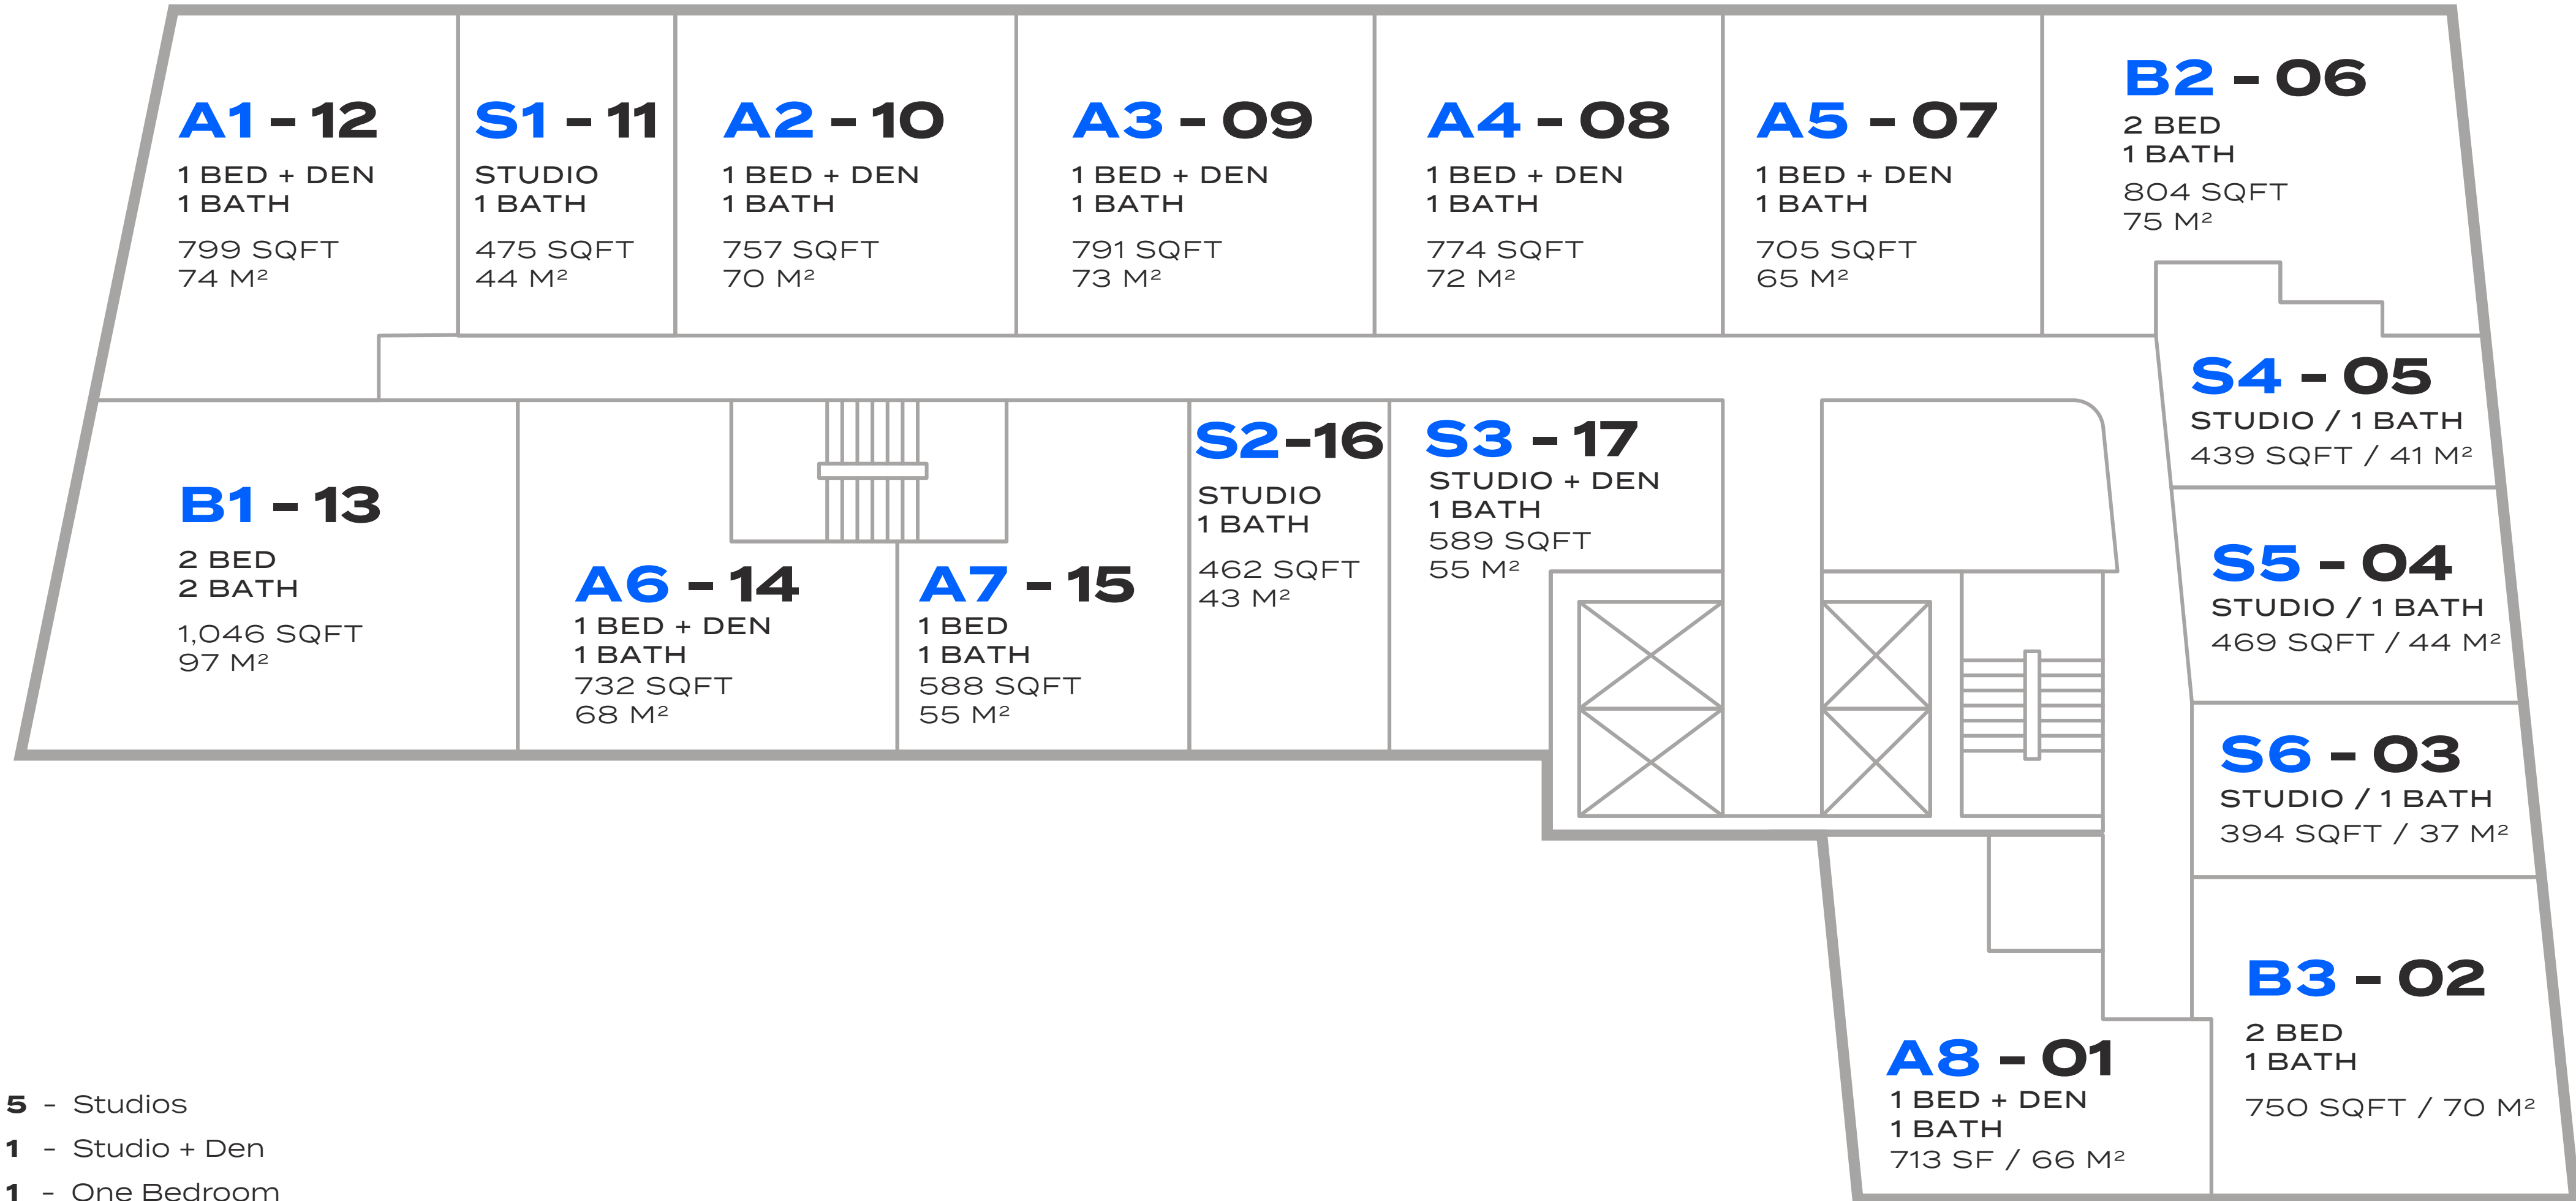 A1 - 12
1 BED + DEN
1 BATH
799 SQFT
74 M²
S1 - 11
STUDIO
1 BATH
475 SQFT
44 M²
A2 - 10
1 BED + DEN
1 BATH
757 SQFT
70 M²
A3 - 09
1 BED + DEN
1 BATH
791 SQFT
73 M²
A4 - 08
1 BED + DEN
1 BATH
774 SQFT
72 M²
A5 - 07
1 BED + DEN
1 BATH
705 SQFT
65 M²
B2 - 06
2 BED
1 BATH
804 SQFT
75 M²
S4 - 05
STUDIO / 1 BATH
439 SQFT / 41 M²
B1 - 13
2 BED
2 BATH
1,046 SQFT
97 M²
A6 - 14
1 BED + DEN
1 BATH
732 SQFT
68 M²
A7 - 15
1 BED
1 BATH
588 SQFT
55 M²
S2-16
STUDIO
1 BATH
462 SQFT
43 M²
S3 - 17
STUDIO + DEN
1 BATH
589 SQFT
55 M²
S5 - 04
STUDIO / 1 BATH
469 SQFT / 44 M²
S6 - 03
STUDIO / 1 BATH
394 SQFT / 37 M²
B3 - 02
2 BED
1 BATH
750 SQFT / 70 M²
A8 - 01
1 BED + DEN
1 BATH
713 SF / 66 M²
5 - Studios
1 - Studio + Den
1 - One Bedroom